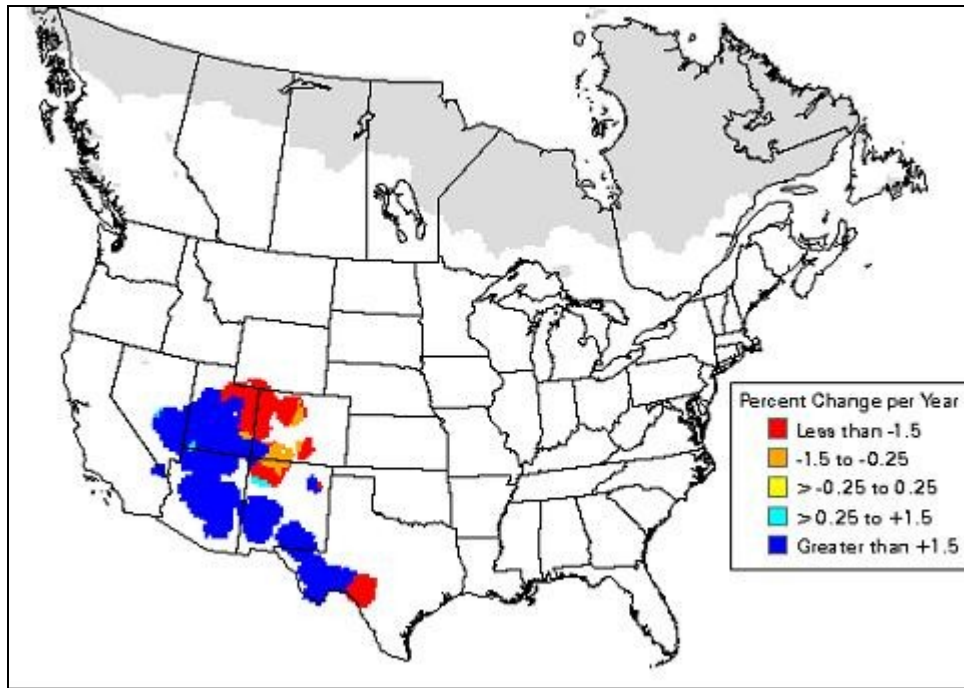 Percent Change per Year
Less than -1.5
-1.5 to -0.25
> -0.25 to 0.25
> 0.25 to +1.5
Greater than +1.5